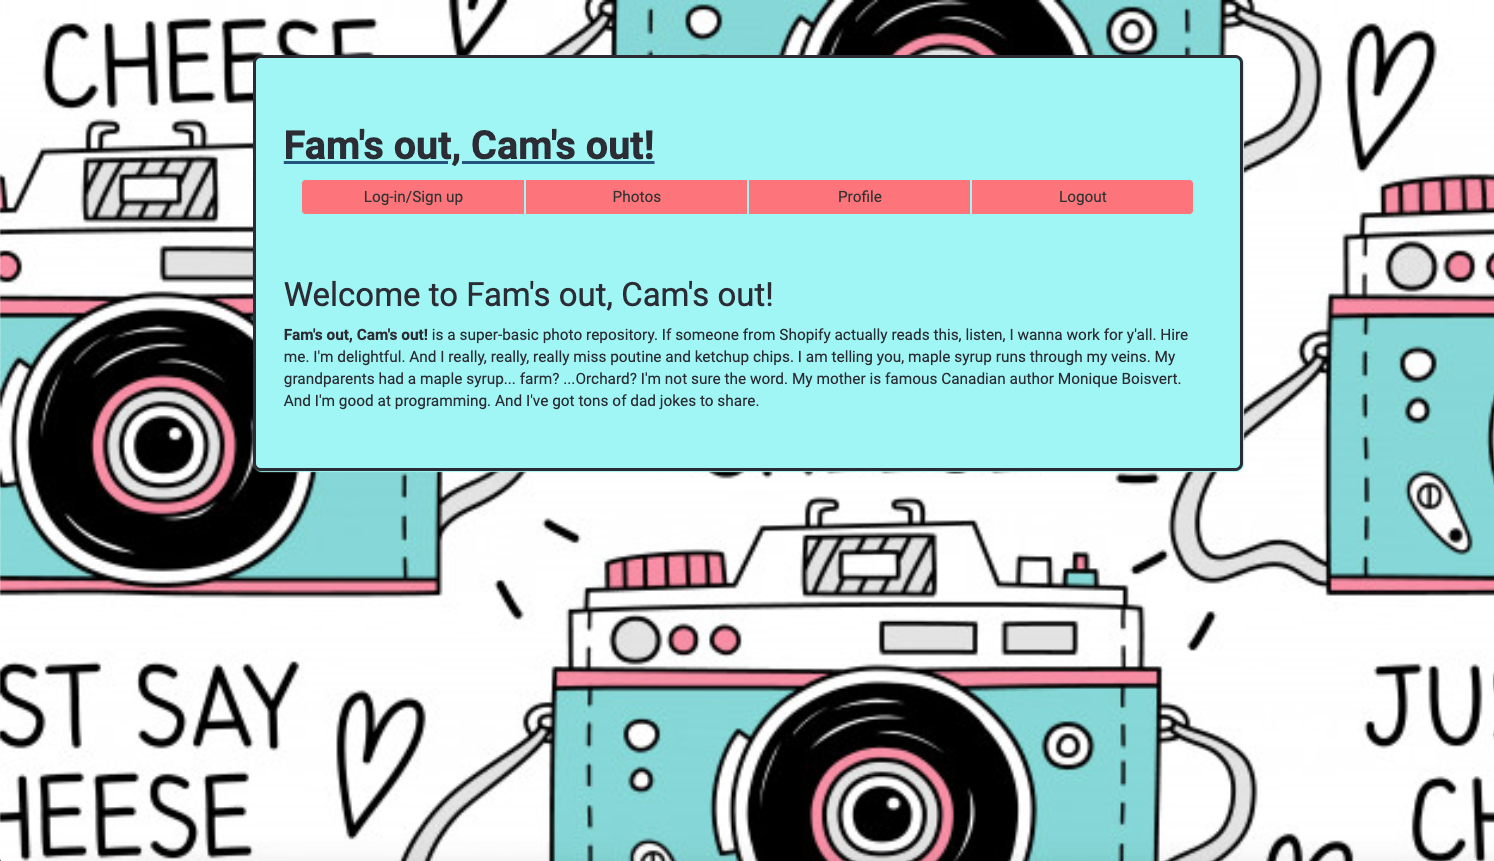 CHEESE
Fam's out, Cam's out!
Log-in/Sign up
Photos
Profile
Logout
Welcome to Fam's out, Cam's out!
Fam's out, Cam's out! is a super-basic photo repository. If someone from Shopify actually reads this, listen, I wanna work for y'all. Hire
me. I'm delightful. And I really, really, really miss poutine and ketchup chips. I am telling you, maple syrup runs through my veins. My
grandparents had a maple syrup... farm? ...Orchard? I'm not sure the word. My mother is famous Canadian author Monique Boisvert.
And I'm good at programming. And I've got tons of dad jokes to share.
ST SAY
HEESE
JU
CH